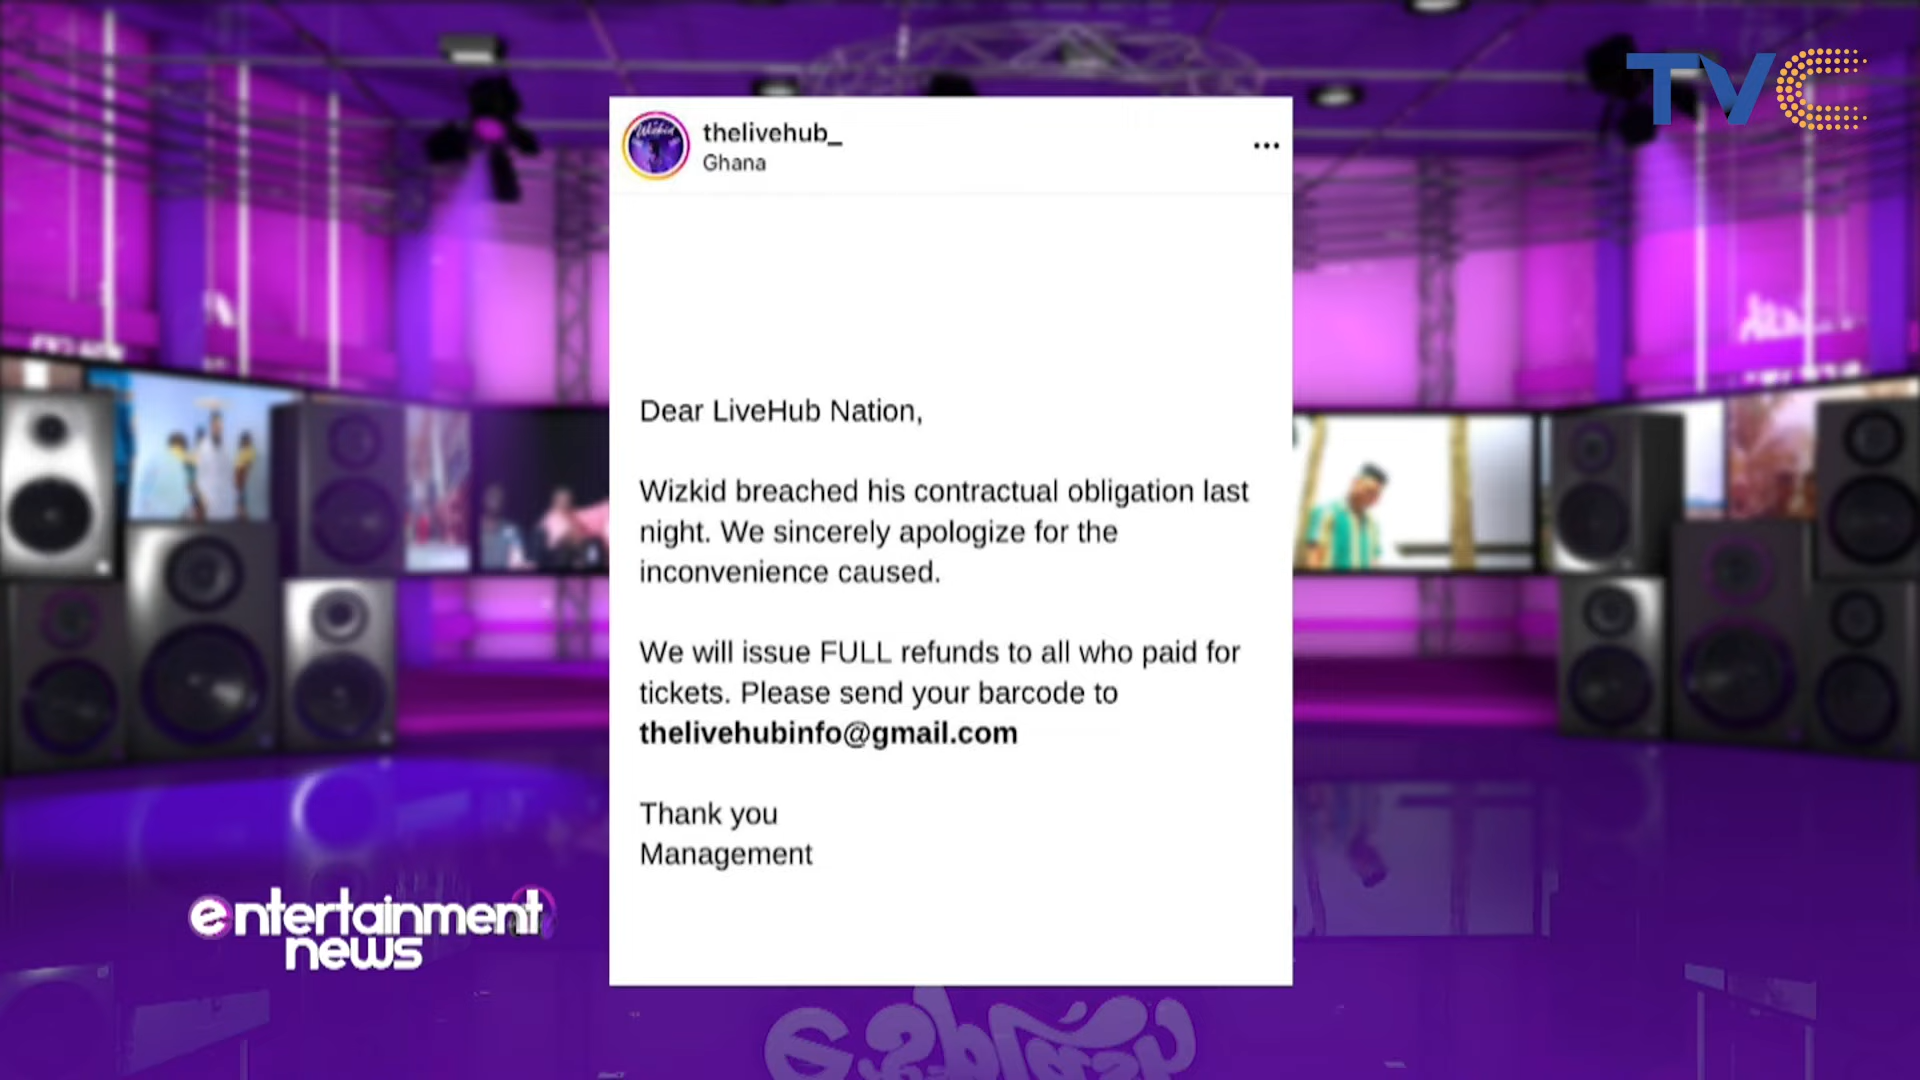 TVC
thelivehub_
Ghana
Dear LiveHub Nation,
Wizkid breached his contractual obligation last
night. We sincerely apologize for the
inconvenience caused.
We will issue FULL refunds to all who paid for
tickets. Please send your barcode to
thelivehubinfo@gmail.com
Thank you
Management
entertainment
news